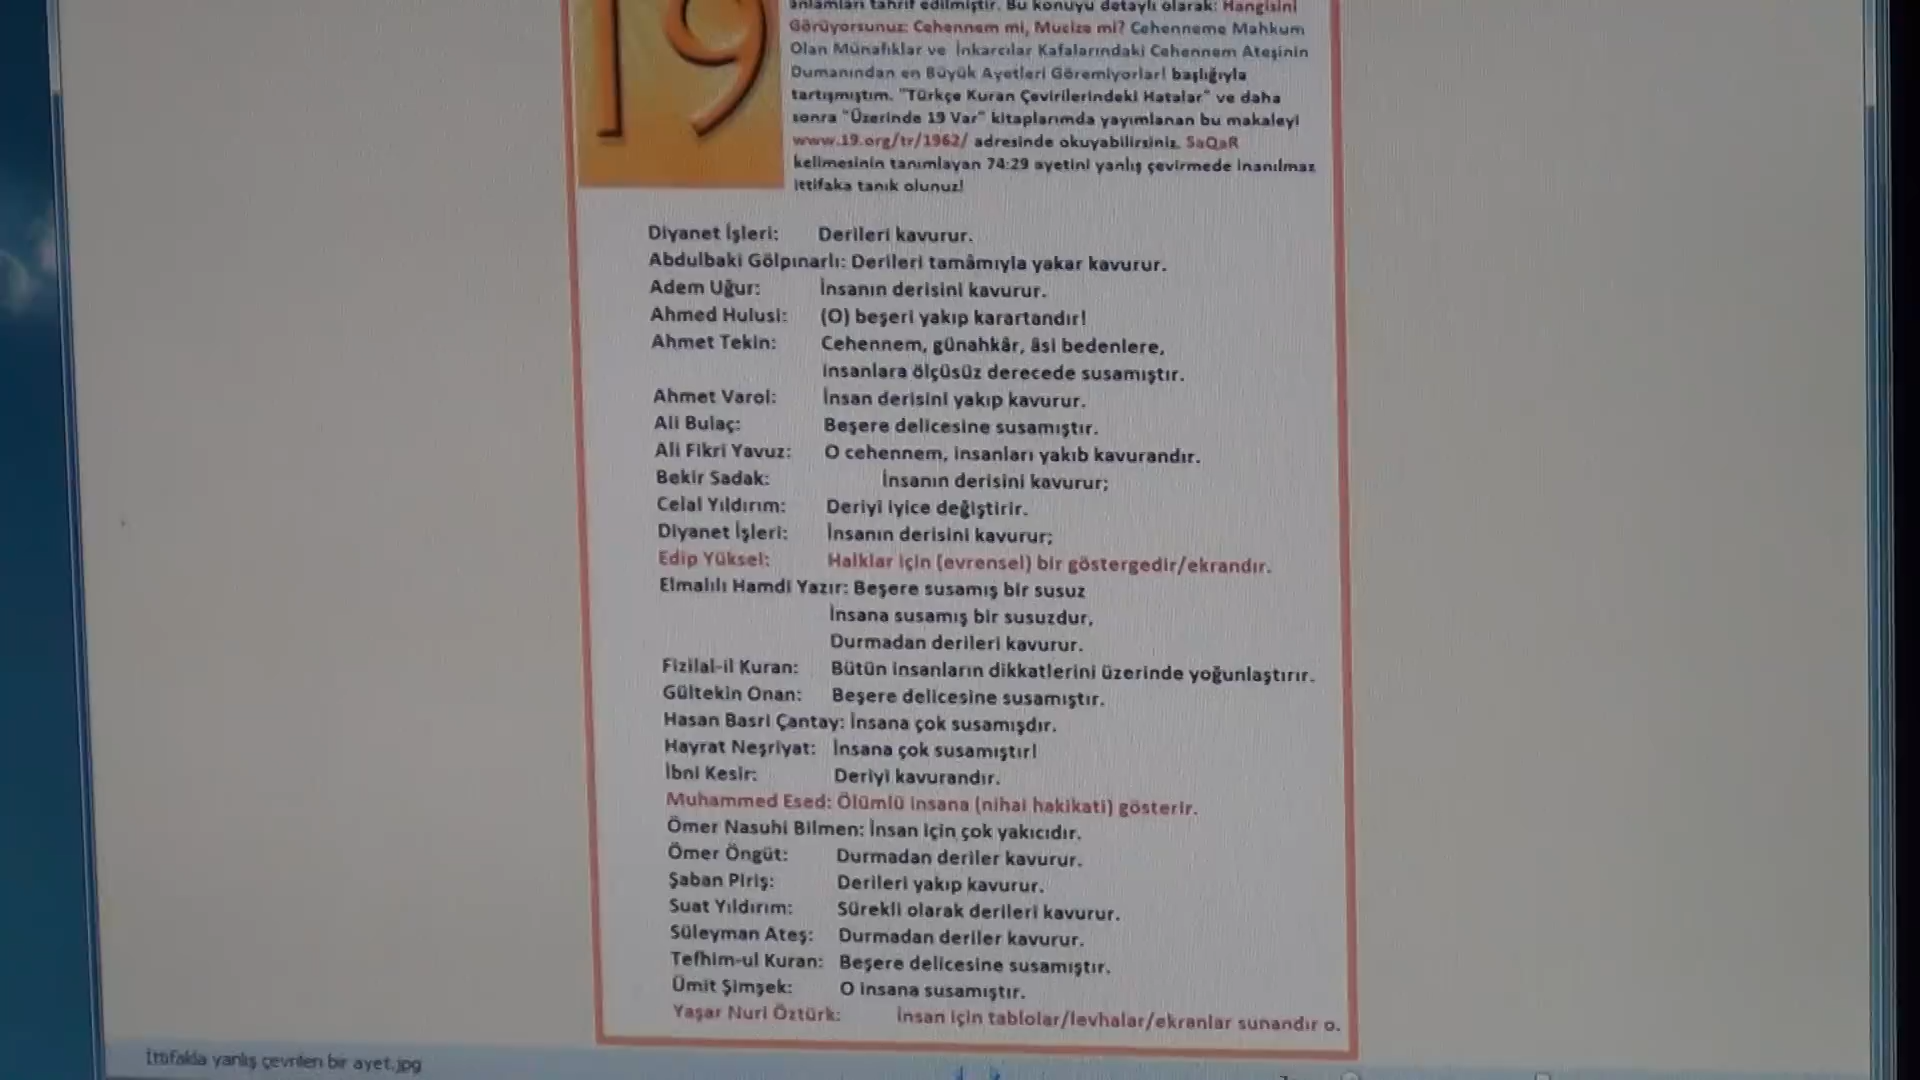 19
anlamları tahrif edilmiştir. Bu konuyu detaylı olarak: Hangisini
Görüyorsunuz: Cehennem mi, Mucize mi? Cehenneme Mahkum
Olan Münafıklar ve İnkarcılar Kafalarındaki Cehennem Ateşinin
Dumanından en Büyük Ayetleri Göremiyorlar! başlığıyla
tartışmıştım. "Türkçe Kuran Çevirilerindeki Hatalar" ve daha
sonra "Üzerinde 19 Var" kitaplarımda yayımlanan bu makaleyi
www.19.org/tr/1962/ adresinde okuyabilirsiniz. SaQaR
kelimesinin tanımlayan 74:29 ayetini yanlış çevirmede inanılmaz
ittifaka tanık olunuz!
Diyanet İşleri: Derileri kavurur.
Abdulbaki Gölpınarlı: Derileri tamâmıyla yakar kavurur.
Adem Uğur: İnsanın derisini kavurur.
Ahmed Hulusi: (O) beşeri yakıp karartandır!
Ahmet Tekin: Cehennem, günahkâr, âsi bedenlere,
insanlara ölçüsüz derecede susamıştır.
Ahmet Varol: İnsan derisini yakıp kavurur.
Ali Bulaç: Beşere delicesine susamıştır.
Ali Fikri Yavuz: O cehennem, insanları yakıb kavurandır.
Bekir Sadak: İnsanın derisini kavurur;
Celal Yıldırım: Deriyi iyice değiştirir.
Diyanet İşleri: İnsanın derisini kavurur;
Edip Yüksel: Halklar için (evrensel) bir göstergedir/ekrandır.
Elmalılı Hamdi Yazır: Beşere susamış bir susuz
İnsana susamış bir susuzdur,
Durmadan derileri kavurur.
Fizilal-il Kuran: Bütün insanların dikkatlerini üzerinde yoğunlaştırır.
Gültekin Onan: Beşere delicesine susamıştır.
Hasan Basri Çantay: İnsana çok susamışdır.
Hayrat Neşriyat: İnsana çok susamıştır!
İbni Kesir: Deriyi kavurandır.
Muhammed Esed: Ölümlü insana (nihai hakikati) gösterir.
Ömer Nasuhi Bilmen: İnsan için çok yakıcıdır.
Ömer Öngüt: Durmadan deriler kavurur.
Şaban Piriş: Derileri yakıp kavurur.
Suat Yıldırım: Sürekli olarak derileri kavurur.
Süleyman Ateş: Durmadan deriler kavurur.
Tefhim-ul Kuran: Beşere delicesine susamıştır.
Ümit Şimşek: O insana susamıştır.
Yaşar Nuri Öztürk: insan için tablolar/levhalar/ekranlar sunandır o.
İttifakla yanlış çevrilen bir ayet.jpg